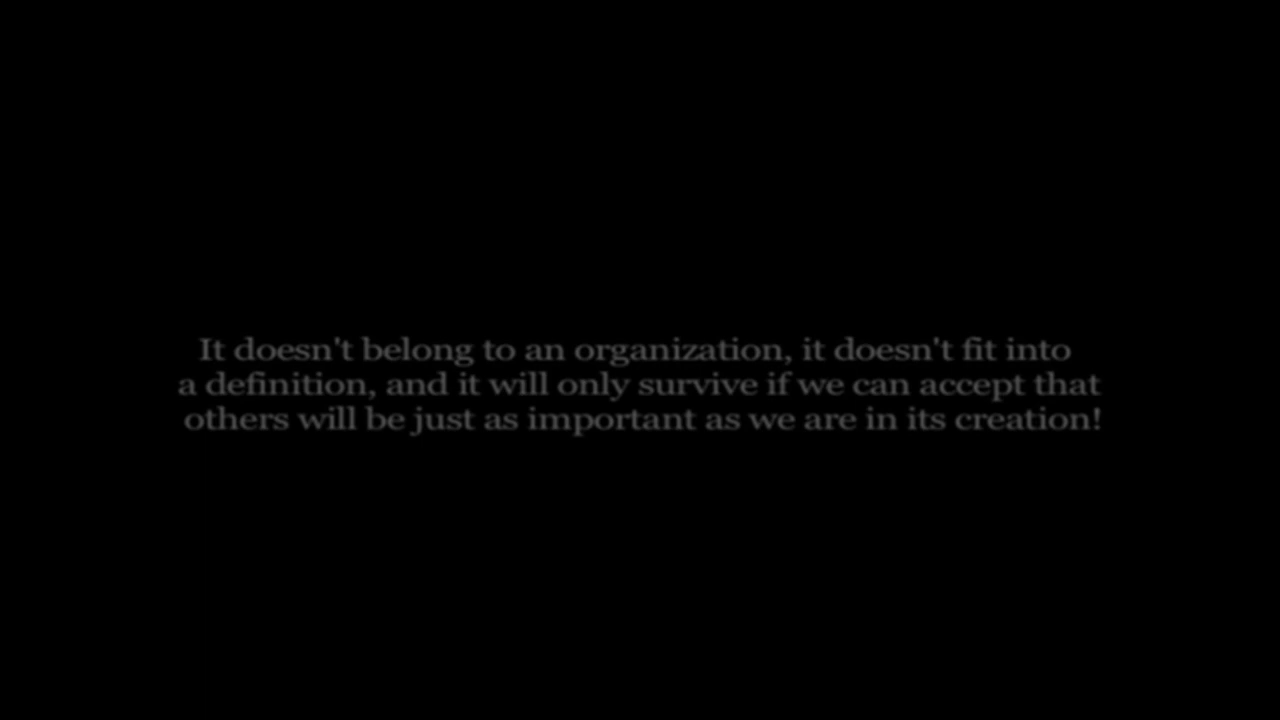 It doesn't belong to an organization, it doesn't fit into
a definition, and it will only survive if we can accept that
others will be just as important as we are in its creation!